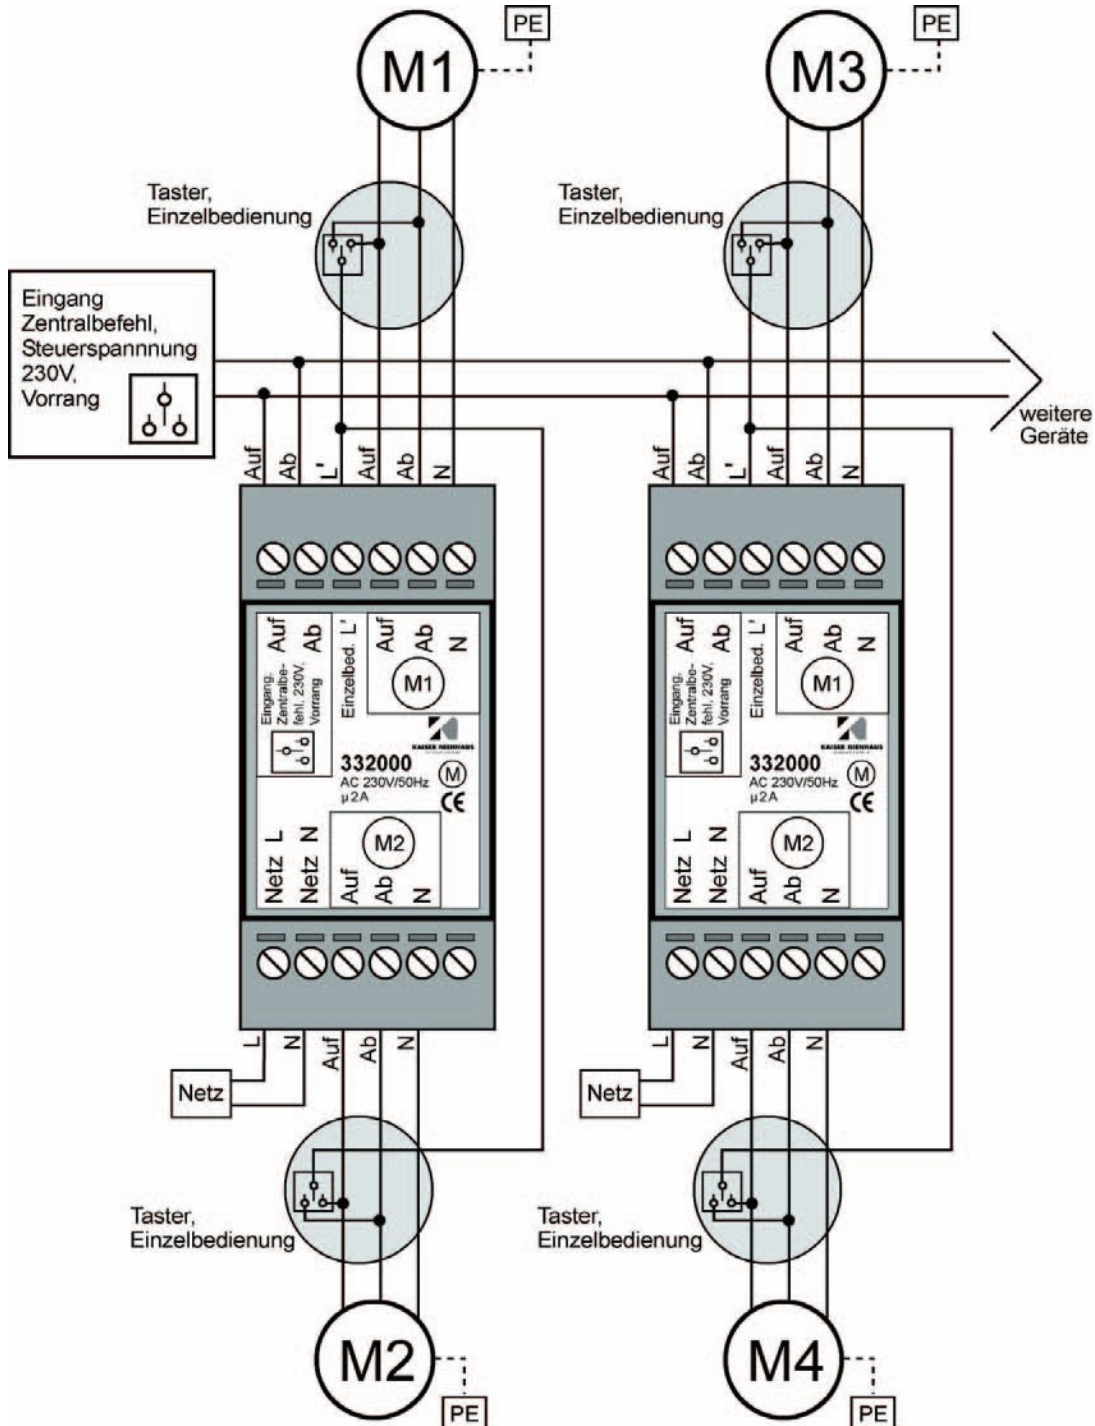 PE
PE
M1
M3
Taster,
Einzelbedienung
Taster,
Einzelbedienung
Eingang
Zentralbefehl,
Steuerspannnung
230V,
Vorrang
weitere
Geräte
Auf
Ab
L'
Auf
Ab
N
Auf
Ab
L'
Auf
Ab
N
Eingang,
Zentralbe-
fehl, 230V,
Vorrang
Auf
Ab
Einzelbed. L'
Auf
Ab
N
M1
KAISER NIENHAUS
332000
AC 230V/50Hz
µ2A
M
CE
Netz L
Netz N
M2
Auf
Ab
N
Eingang,
Zentralbe-
fehl, 230V,
Vorrang
Auf
Ab
Einzelbed. L'
Auf
Ab
N
M1
KAISER NIENHAUS
332000
AC 230V/50Hz
µ2A
M
CE
Netz L
Netz N
M2
Auf
Ab
N
L
N
Auf
Ab
N
L
N
Auf
Ab
N
Netz
Netz
Taster,
Einzelbedienung
Taster,
Einzelbedienung
M2
M4
PE
PE